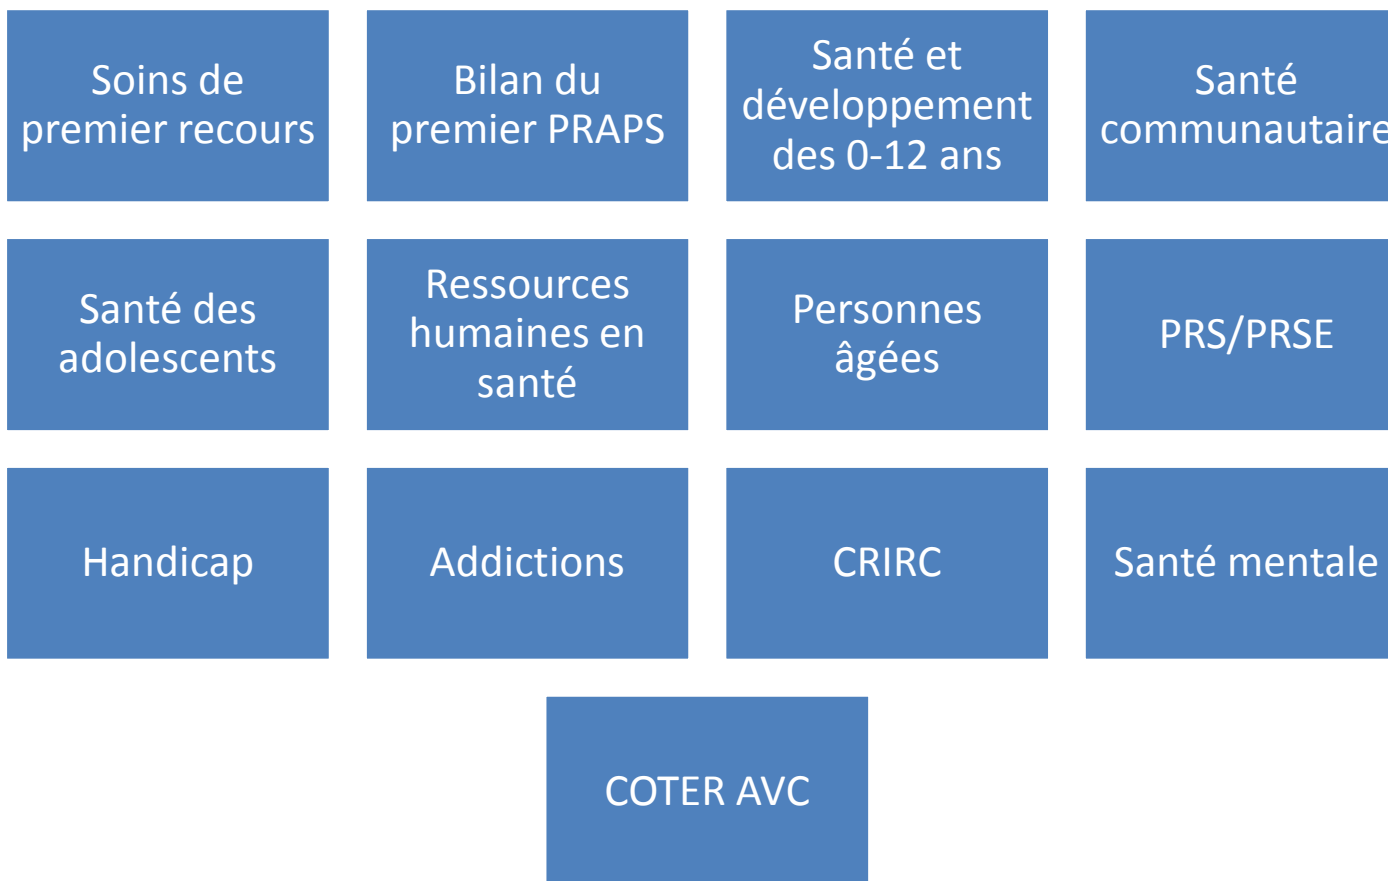 Soins de
premier recours
Bilan du
premier PRAPS
Santé et
développement
des 0-12 ans
Santé
communautaire
Santé des
adolescents
Ressources
humaines en
santé
Personnes
âgées
PRS/PRSE
Handicap
Addictions
CRIRC
Santé mentale
COTER AVC